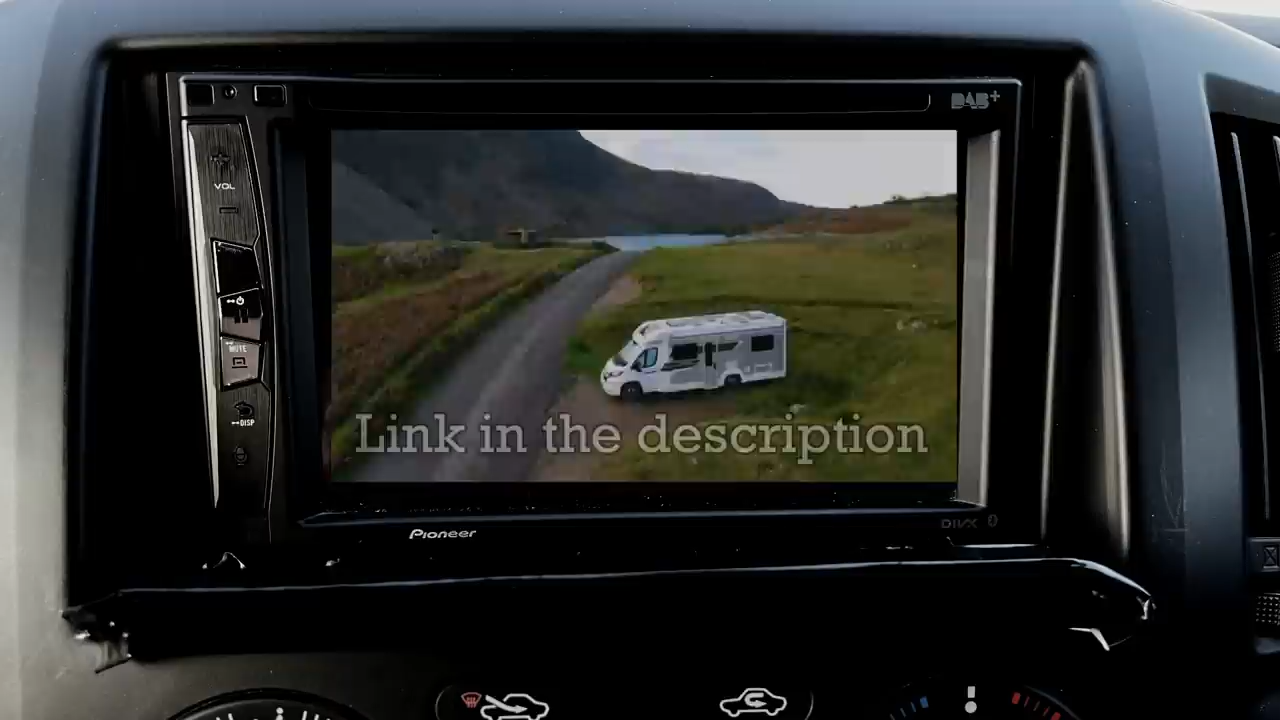 DAB+
VOL
MUTE
DISP
Link in the description
Pioneer
DIVX